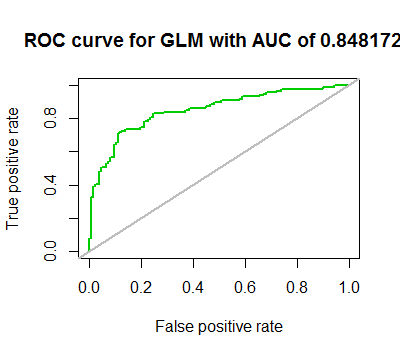 ROC curve for GLM with AUC of 0.848172
True positive rate
0.8
0.4
0.0
0.0 0.2 0.4 0.6 0.8 1.0
False positive rate